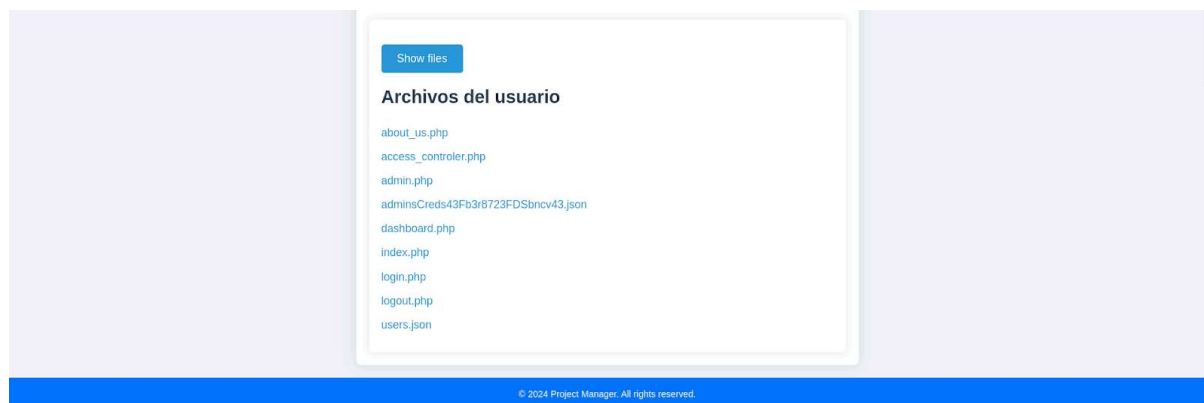 Show files
Archivos del usuario
about_us.php
access_controler.php
admin.php
adminsCreds43Fb3r8723FDSbncv43.json
dashboard.php
index.php
login.php
logout.php
users.json
© 2024 Project Manager. All rights reserved.